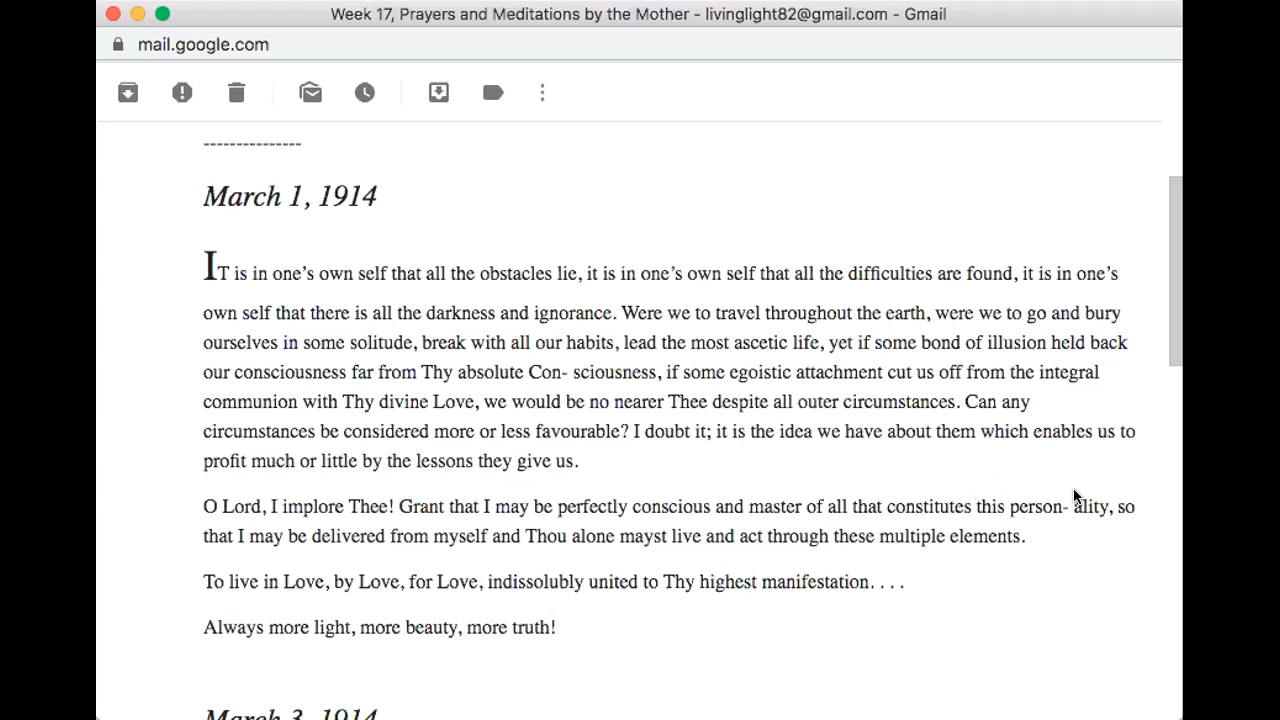 Week 17, Prayers and Meditations by the Mother - livinglight82@gmail.com - Gmail
mail.google.com
---------------
March 1, 1914
IT is in one’s own self that all the obstacles lie, it is in one’s own self that all the difficulties are found, it is in one’s
own self that there is all the darkness and ignorance. Were we to travel throughout the earth, were we to go and bury
ourselves in some solitude, break with all our habits, lead the most ascetic life, yet if some bond of illusion held back
our consciousness far from Thy absolute Con- sciousness, if some egoistic attachment cut us off from the integral
communion with Thy divine Love, we would be no nearer Thee despite all outer circumstances. Can any
circumstances be considered more or less favourable? I doubt it; it is the idea we have about them which enables us to
profit much or little by the lessons they give us.
O Lord, I implore Thee! Grant that I may be perfectly conscious and master of all that constitutes this person- ality, so
that I may be delivered from myself and Thou alone mayst live and act through these multiple elements.
To live in Love, by Love, for Love, indissolubly united to Thy highest manifestation. . . .
Always more light, more beauty, more truth!
March 3, 1914